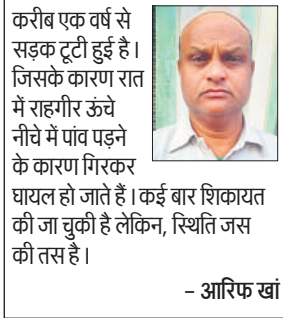 करीब एक वर्ष से
सड़क टूटी हुई है।
जिसके कारण रात
में राहगीर ऊंचे
नीचे में पांव पड़ने
के कारण गिरकर
घायल हो जाते हैं। कई बार शिकायत
की जा चुकी है लेकिन, स्थिति जस
की तस है।
– आरिफ खां